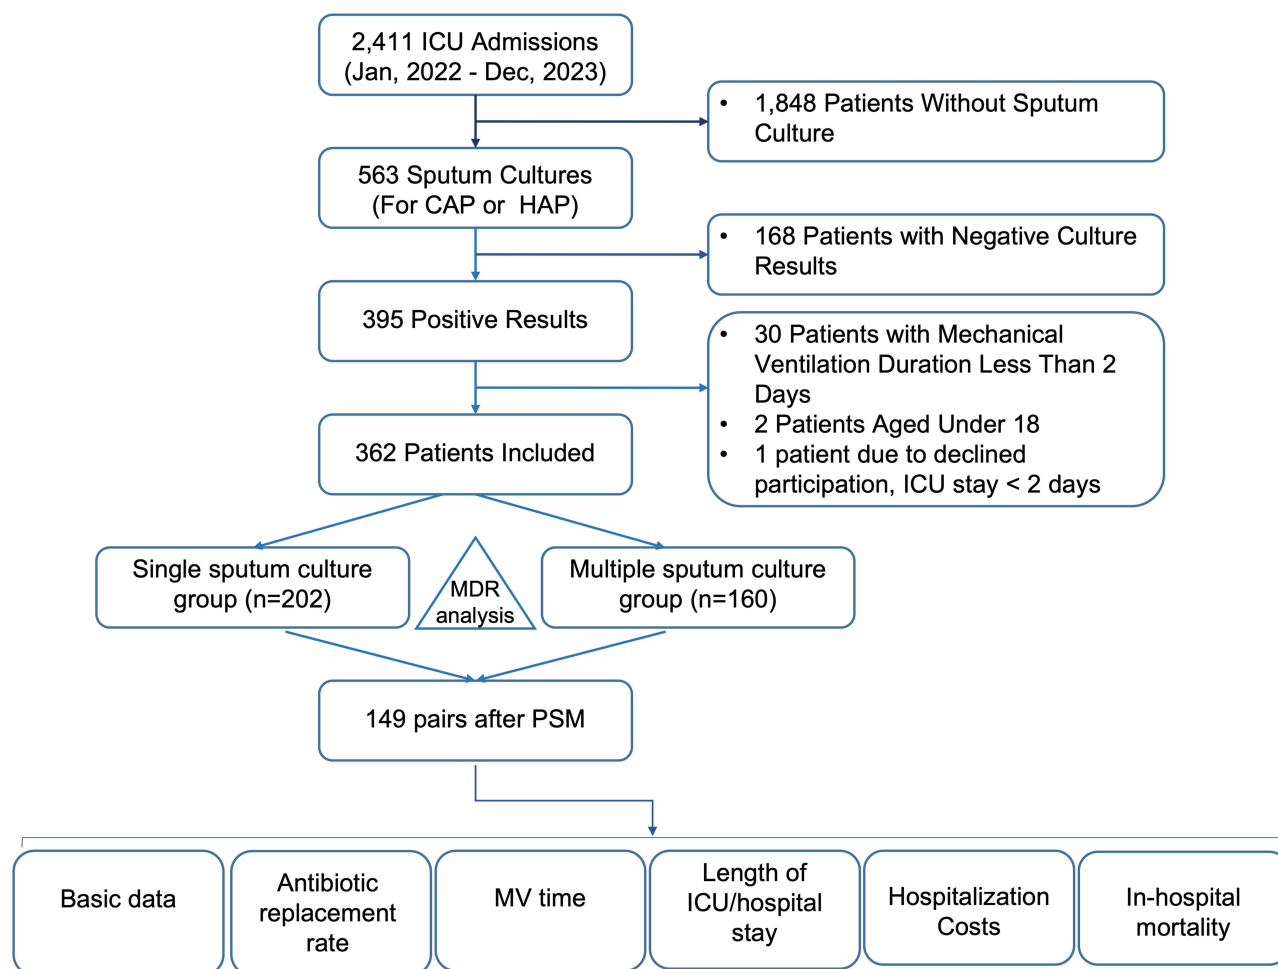 2,411 ICU Admissions
(Jan, 2022 - Dec, 2023)
• 1,848 Patients Without Sputum
Culture
563 Sputum Cultures
(For CAP or HAP)
• 168 Patients with Negative Culture
Results
395 Positive Results
• 30 Patients with Mechanical
Ventilation Duration Less Than 2
Days
• 2 Patients Aged Under 18
• 1 patient due to declined
participation, ICU stay < 2 days
362 Patients Included
Single sputum culture
group (n=202)
MDR
analysis
Multiple sputum culture
group (n=160)
149 pairs after PSM
Basic data
Antibiotic
replacement
rate
MV time
Length of
ICU/hospital
stay
Hospitalization
Costs
In-hospital
mortality